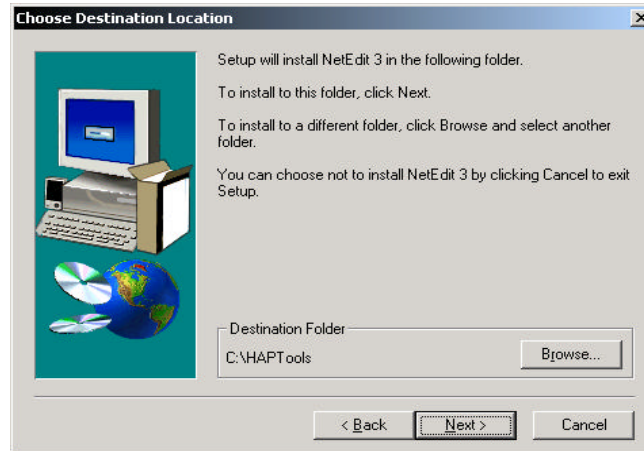 Choose Destination Location
Setup will install NetEdit 3 in the following folder.
To install to this folder, click Next.
To install to a different folder, click Browse and select another
folder.
You can choose not to install NetEdit 3 by clicking Cancel to exit
Setup.
Destination Folder
C:\HAPTools
Browse...
< Back
Next >
Cancel